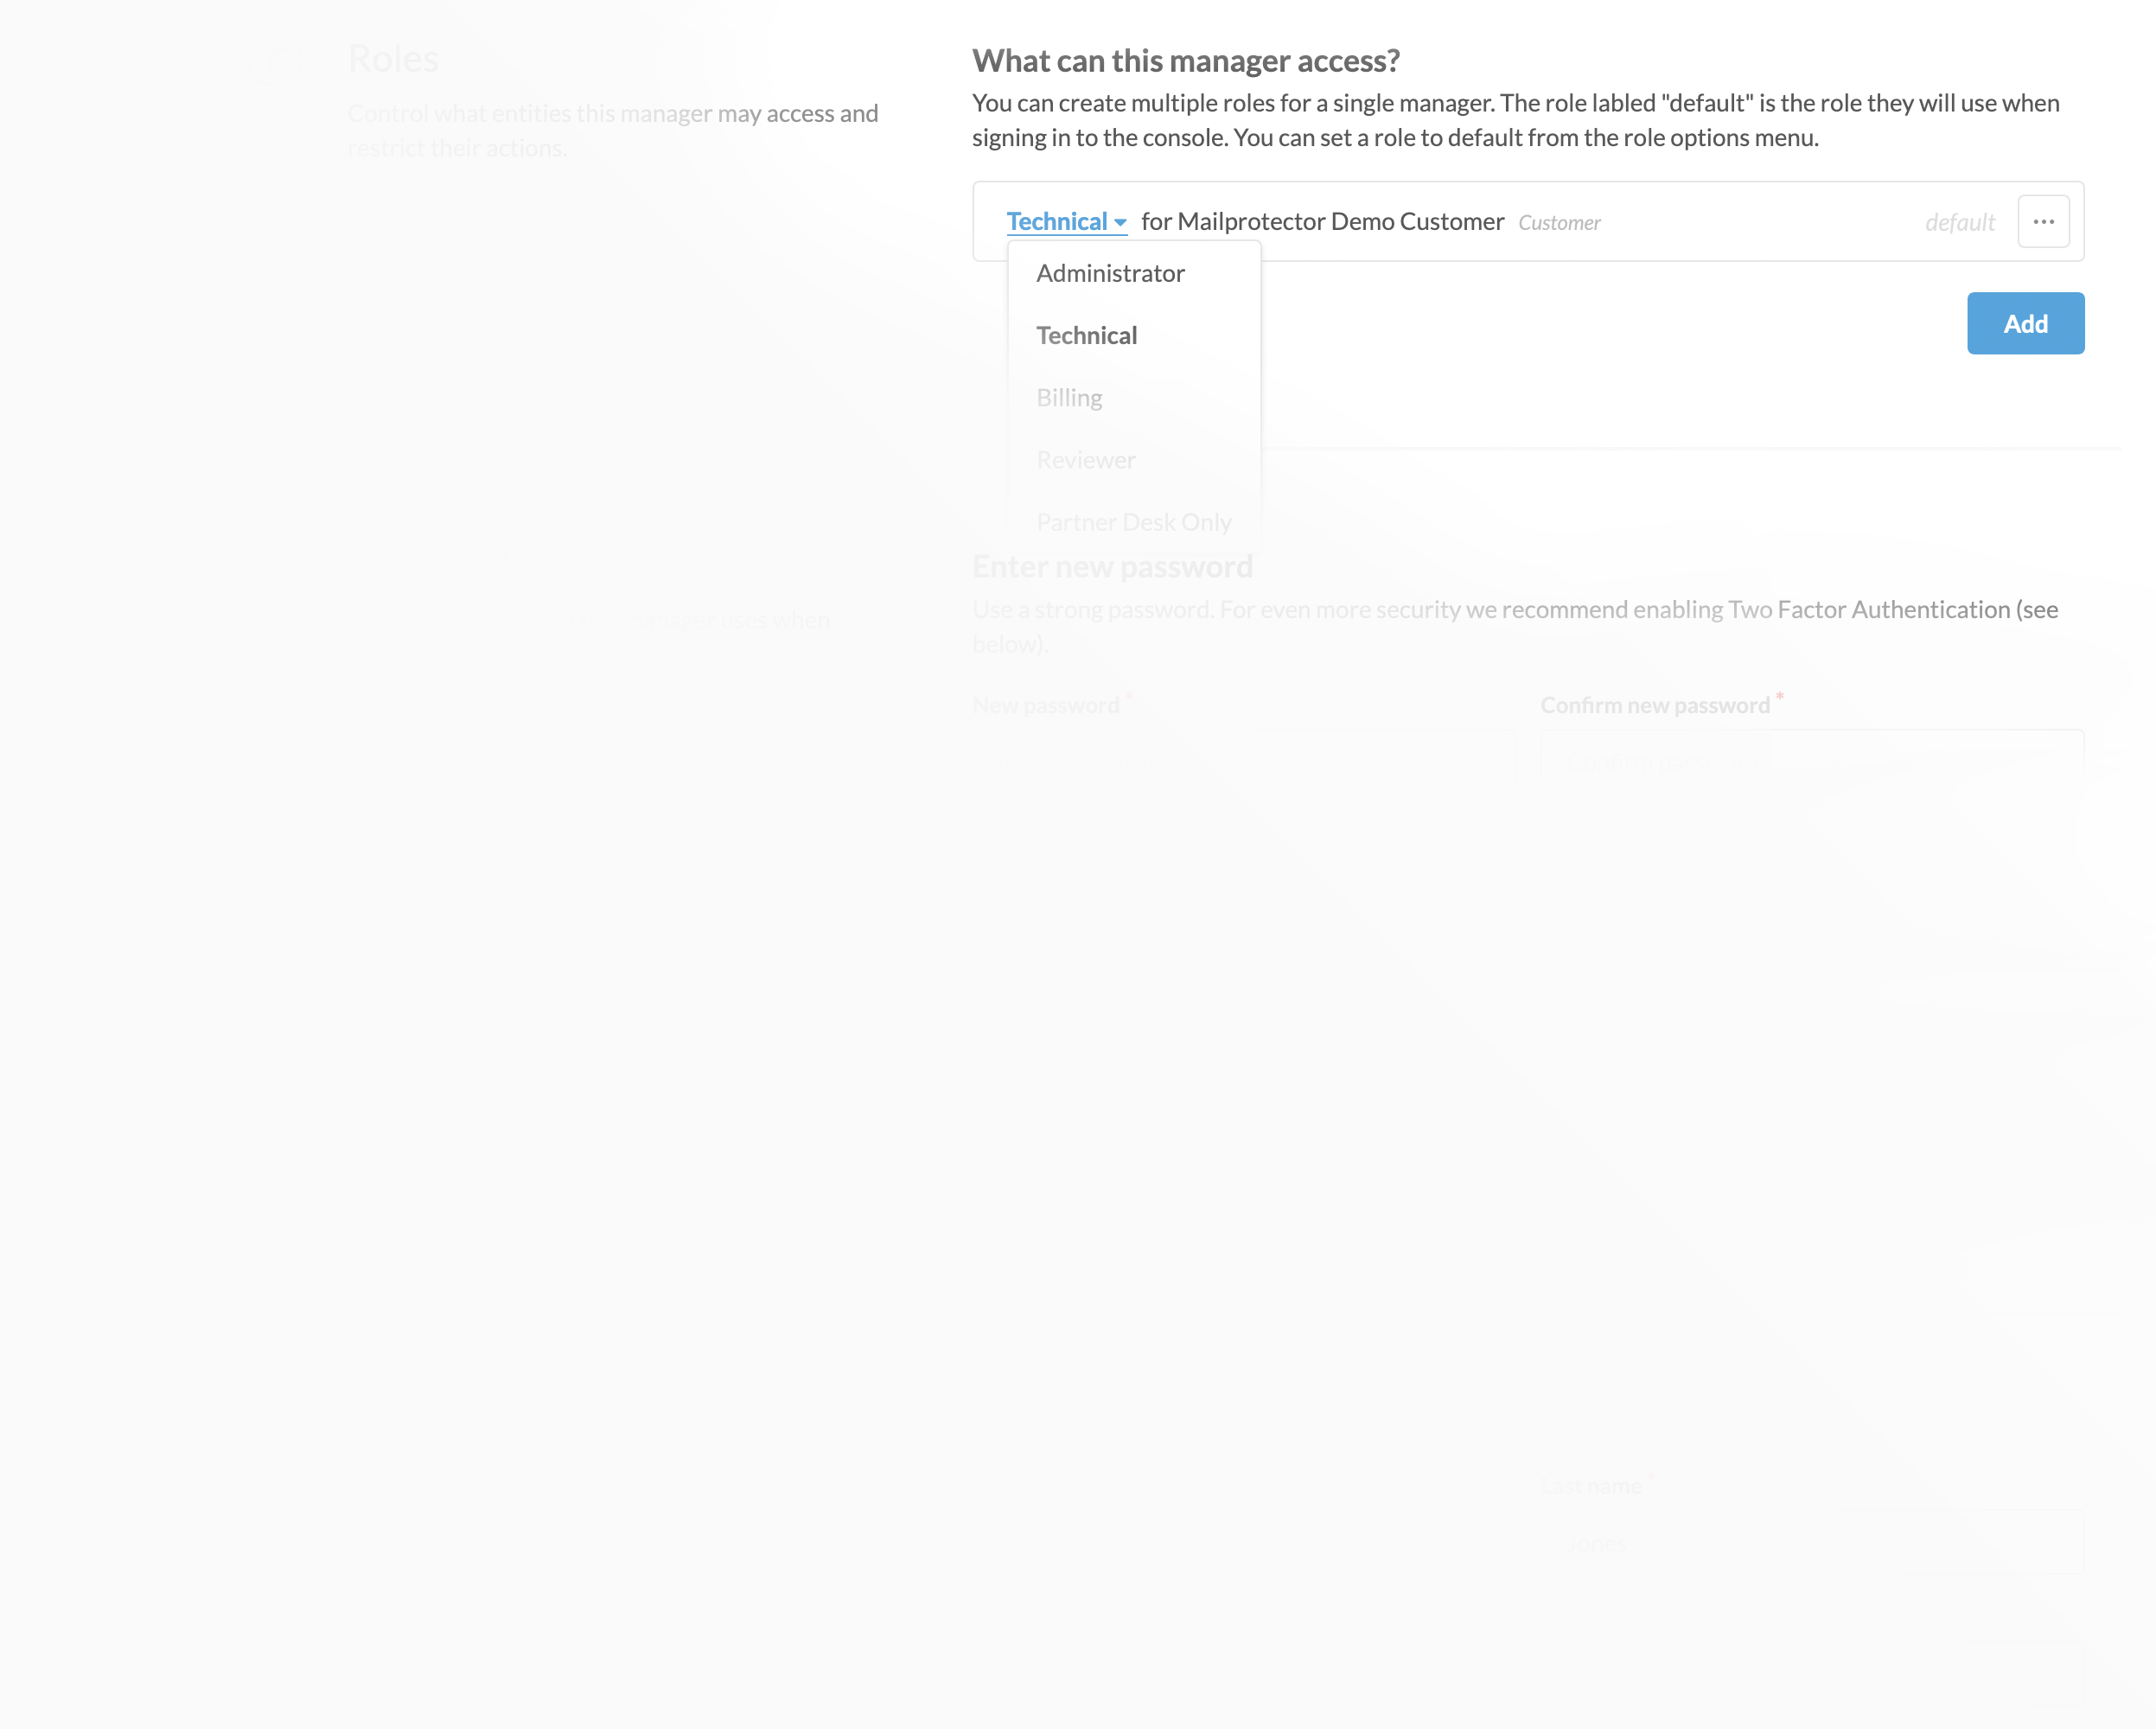 Roles
Control what entities this manager may access and
restrict their actions.
What can this manager access?
You can create multiple roles for a single manager. The role labled "default" is the role they will use when
signing in to the console. You can set a role to default from the role options menu.
Technical for Mailprotector Demo Customer Customer default
Administrator
Technical
Add
Billing
Reviewer
Partner Desk Only
Enter new password
Use a strong password. For even more security we recommend enabling Two Factor Authentication (see
below).
uses when
New password *
Confirm new password *
Confirm
Last name *
Jones